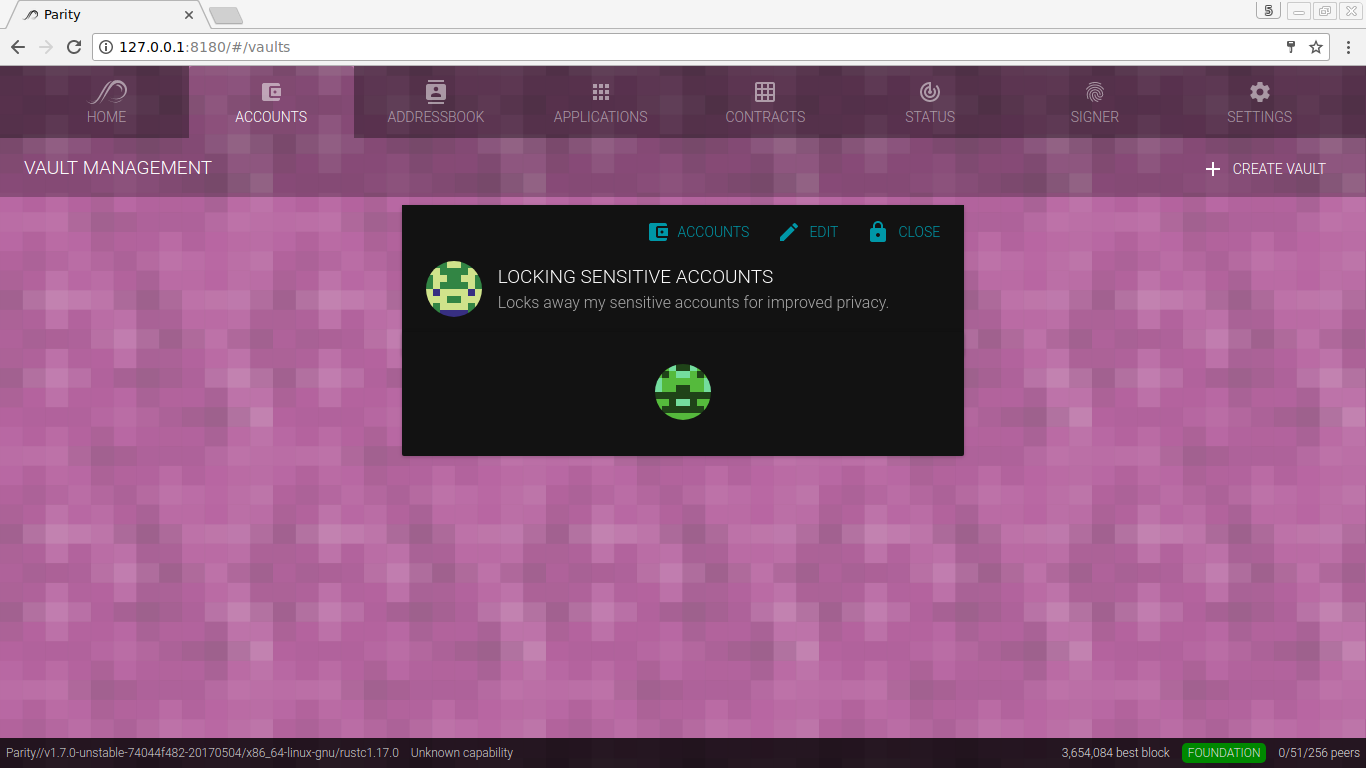 Parity
5
127.0.0.1:8180/#/vaults
HOME ACCOUNTS ADDRESSBOOK APPLICATIONS CONTRACTS STATUS SIGNER SETTINGS
VAULT MANAGEMENT CREATE VAULT
ACCOUNTS EDIT CLOSE
LOCKING SENSITIVE ACCOUNTS
Locks away my sensitive accounts for improved privacy.
Parity//v1.7.0-unstable-74044f482-20170504/x86_64-linux-gnu/rustc1.17.0 Unknown capability 3,654,084 best block FOUNDATION 0/51/256 peers